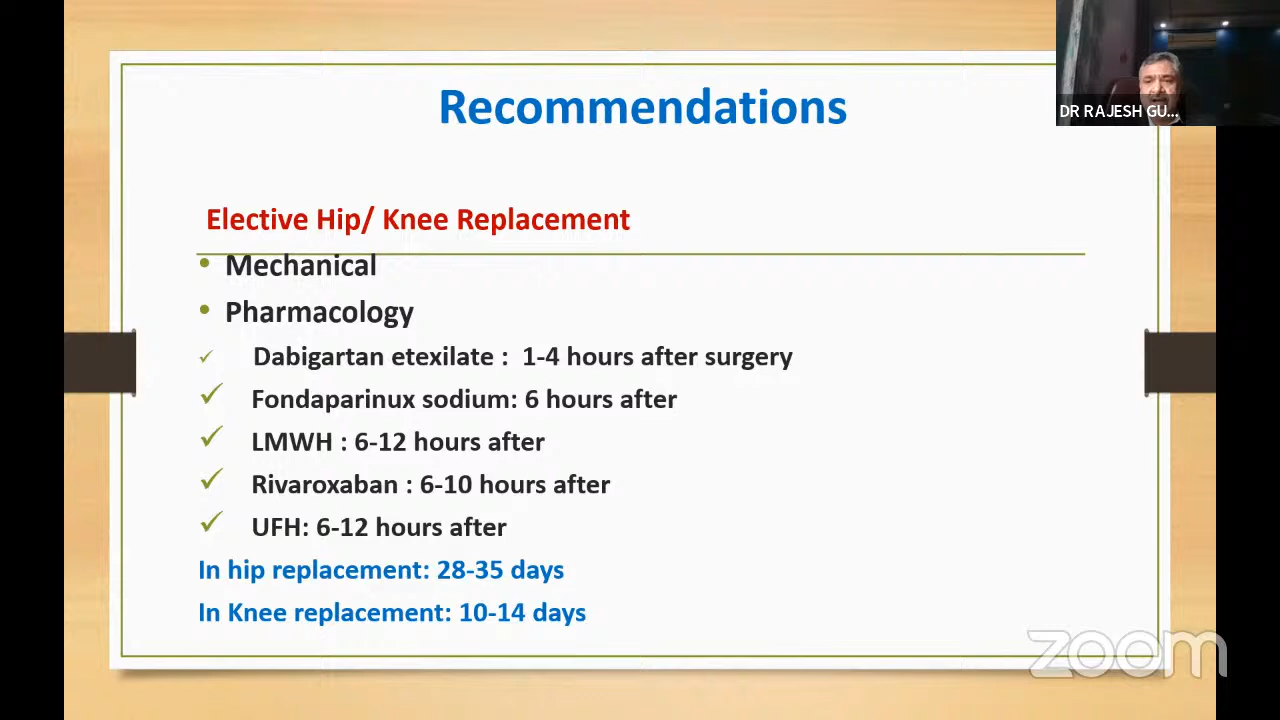 Recommendations
DR RAJESH GU...
Elective Hip/ Knee Replacement
• Mechanical
• Pharmacology
✓ Dabigartan etexilate : 1-4 hours after surgery
✓ Fondaparinux sodium: 6 hours after
✓ LMWH : 6-12 hours after
✓ Rivaroxaban : 6-10 hours after
✓ UFH: 6-12 hours after
In hip replacement: 28-35 days
In Knee replacement: 10-14 days
zoom